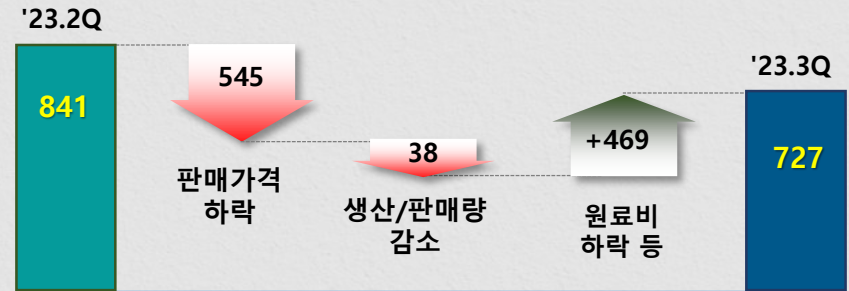 '23.2Q
841
545
판매가격
하락
38
생산/판매량
감소
+469
원료비
하락 등
'23.3Q
727